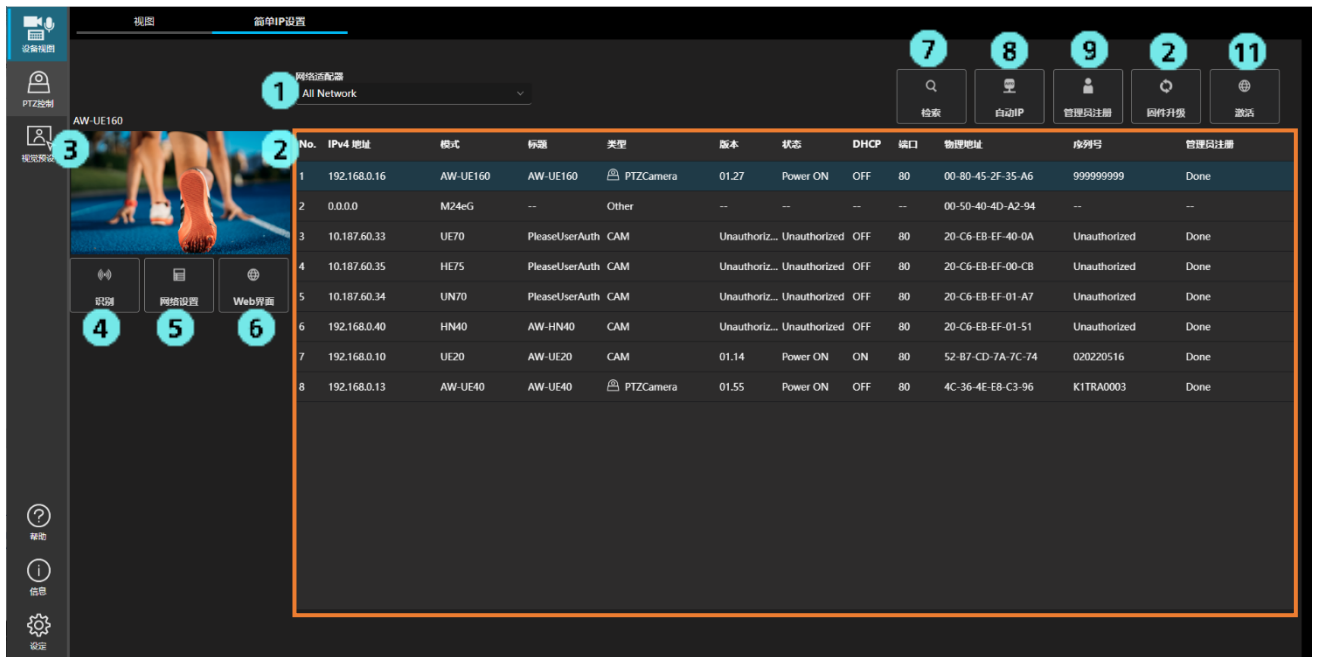 视图 简单IP设置
设备视图
PTZ控制
视觉预设
帮助
信息
设定
7 8 9 2 11
1
网络适配器
All Network
检索 自动IP 管理员注册 固件升级 激活
AW-UE160
3
2
识别 网络设置 Web界面
4 5 6
No. IPv4 地址 模式 标题 类型 版本 状态 DHCP 端口 物理地址 序列号 管理员注册
1 192.168.0.16 AW-UE160 AW-UE160 PTZCamera 01.27 Power ON OFF 80 00-80-45-2F-35-A6 999999999 Done
2 0.0.0.0 M24eG -- Other -- -- -- -- 00-50-40-4D-A2-94 -- --
3 10.187.60.33 UE70 PleaseUserAuth CAM Unauthoriz... Unauthorized OFF 80 20-C6-EB-EF-40-0A Unauthorized Done
4 10.187.60.35 HE75 PleaseUserAuth CAM Unauthoriz... Unauthorized OFF 80 20-C6-EB-EF-00-CB Unauthorized Done
5 10.187.60.34 UN70 PleaseUserAuth CAM Unauthoriz... Unauthorized OFF 80 20-C6-EB-EF-01-A7 Unauthorized Done
6 192.168.0.40 HN40 AW-HN40 CAM Unauthoriz... Unauthorized OFF 80 20-C6-EB-EF-01-51 Unauthorized Done
7 192.168.0.10 UE20 AW-UE20 CAM 01.14 Power ON ON 80 52-B7-CD-7A-7C-74 020220516 Done
8 192.168.0.13 AW-UE40 AW-UE40 PTZCamera 01.55 Power ON OFF 80 4C-36-4E-E8-C3-96 K1TRA0003 Done